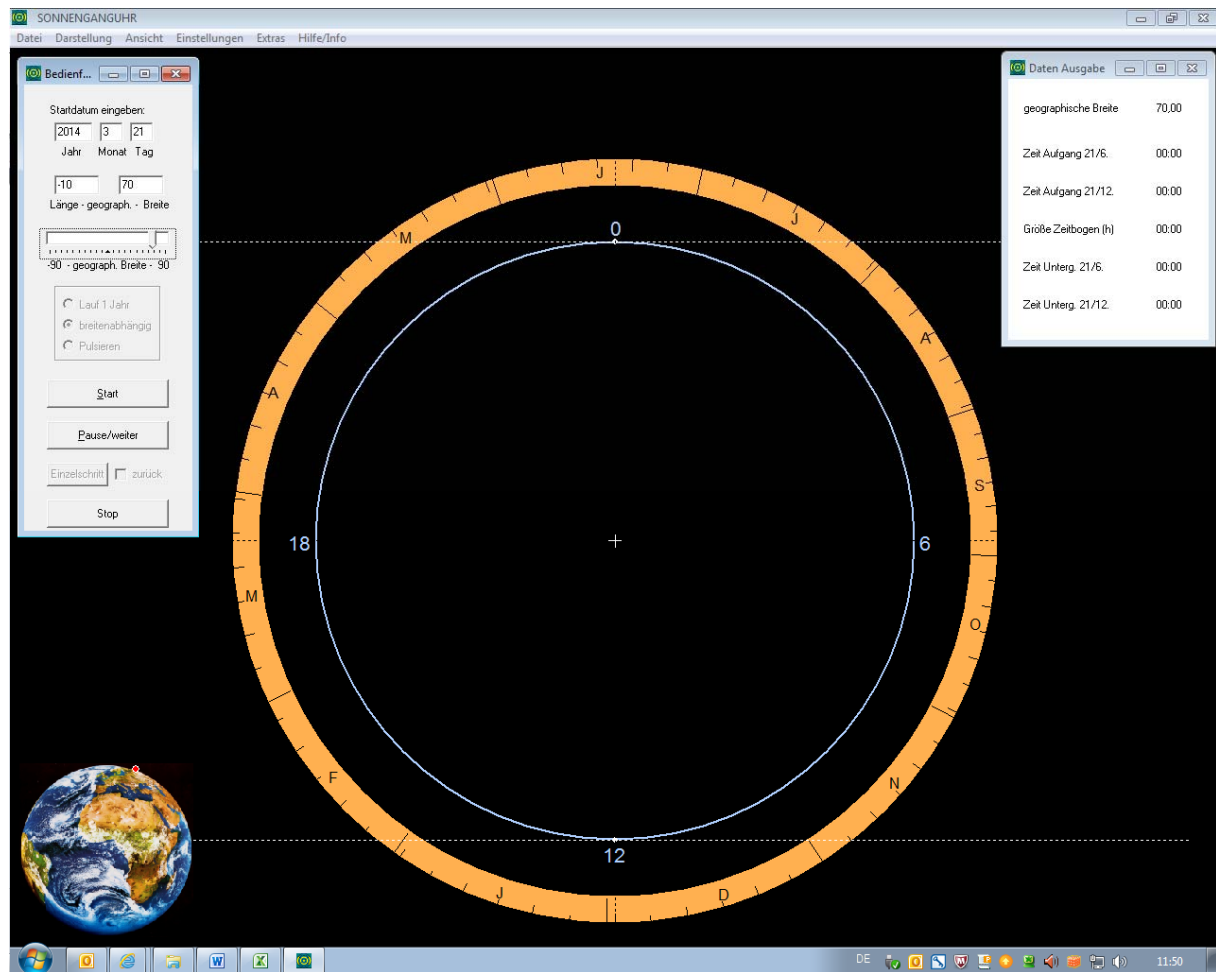 SONNENGANGUHR
Datei Darstellung Ansicht Einstellungen Extras Hilfe/Info
Bedienf...
Startdatum eingeben:
2014 3 21
Jahr Monat Tag
-10 70
Länge - geograph. - Breite
-90 - geograph. Breite - 90
Lauf 1 Jahr
breitenabhängig
Pulsieren
Start
Pause/weiter
Einzelschritt zurück
Stop
Daten Ausgabe
geographische Breite 70,00
Zeit Aufgang 21/6. 00:00
Zeit Aufgang 21/12. 00:00
Größe Zeitbogen (h) 00:00
Zeit Unterg. 21/6. 00:00
Zeit Unterg. 21/12. 00:00
J
J
A
S
O
N
D
J
F
M
A
M
0
6
12
18
DE 11:50